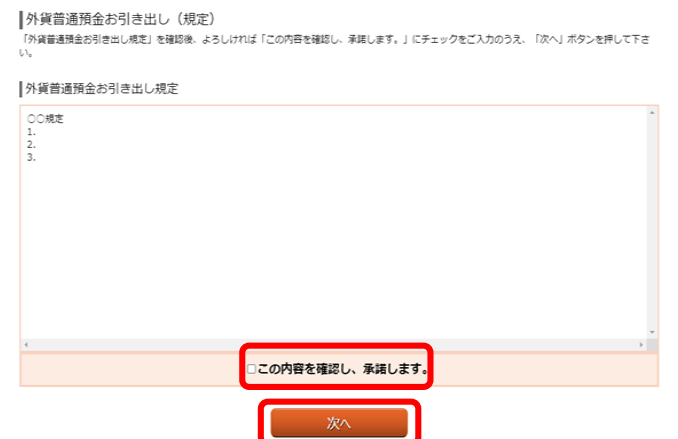 外貨普通預金お引き出し（規定）
「外貨普通預金お引き出し規定」を確認後、よろしければ「この内容を確認し、承諾します。」にチェックをご入力のうえ、「次へ」ボタンを押して下さ
い。
外貨普通預金お引き出し規定
〇〇規定
1.
2.
3.
この内容を確認し、承諾します。
次へ